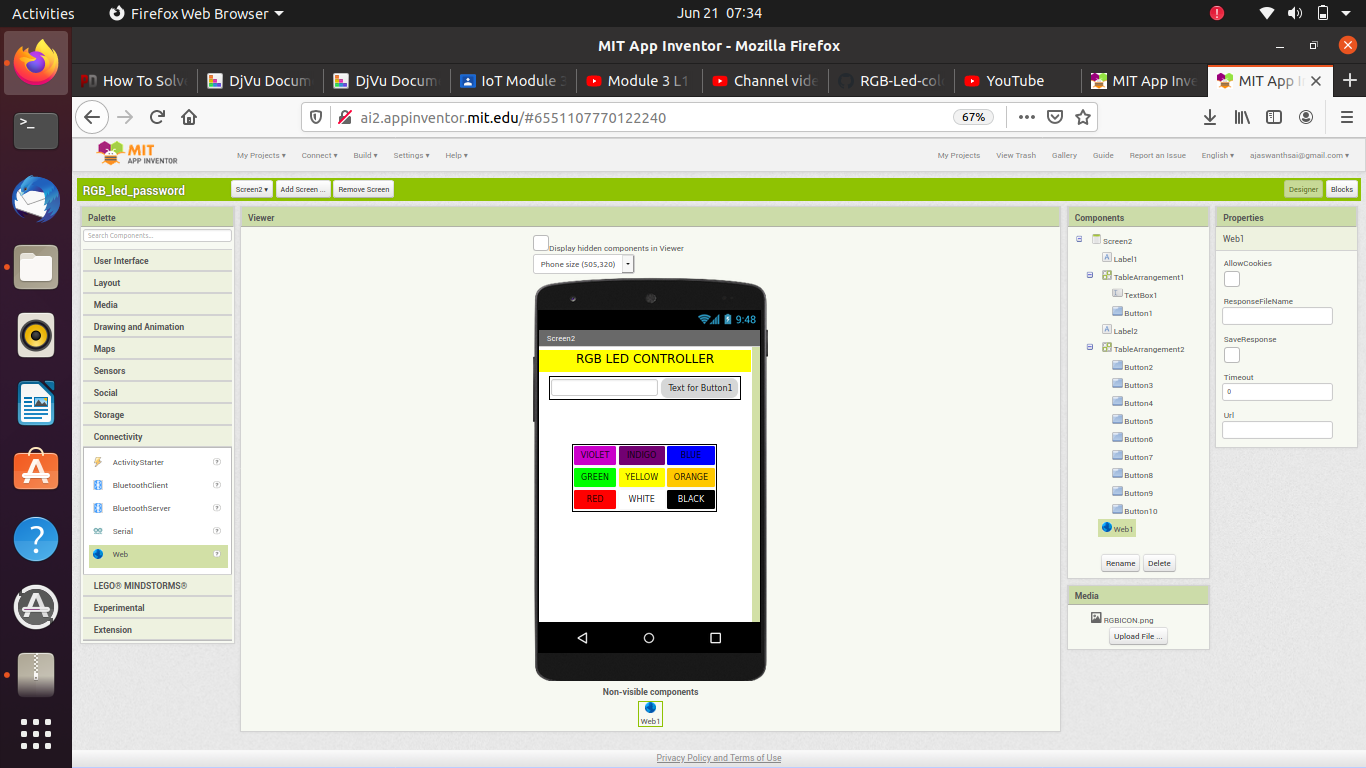 Activities
Firefox Web Browser
Jun 21 07:34
MIT App Inventor - Mozilla Firefox
How To Solve
DjVu Docum
DjVu Docum
IoT Module 3
Module 3 L1
Channel vide
RGB-Led-col
YouTube
MIT App Inve
MIT App I
ai2.appinventor.mit.edu/#6551107770122240
67%
MIT
APP INVENTOR
My Projects
Connect
Build
Settings
Help
My Projects
View Trash
Gallery
Guide
Report an Issue
English
ajaswanthsai@gmail.com
RGB_led_password
Screen2
Add Screen ...
Remove Screen
Designer
Blocks
Palette
Search Components...
User Interface
Layout
Media
Drawing and Animation
Maps
Sensors
Social
Storage
Connectivity
ActivityStarter
BluetoothClient
BluetoothServer
Serial
Web
LEGO® MINDSTORMS®
Experimental
Extension
Viewer
Display hidden components in Viewer
Phone size (505,320)
9:48
Screen2
RGB LED CONTROLLER
Text for Button1
VIOLET INDIGO BLUE
GREEN YELLOW ORANGE
RED WHITE BLACK
Non-visible components
Web1
Components
Screen2
Label1
TableArrangement1
TextBox1
Button1
Label2
TableArrangement2
Button2
Button3
Button4
Button5
Button6
Button7
Button8
Button9
Button10
Web1
Rename
Delete
Media
RGBICON.png
Upload File ...
Properties
Web1
AllowCookies
ResponseFileName
SaveResponse
Timeout
0
Url
Privacy Policy and Terms of Use